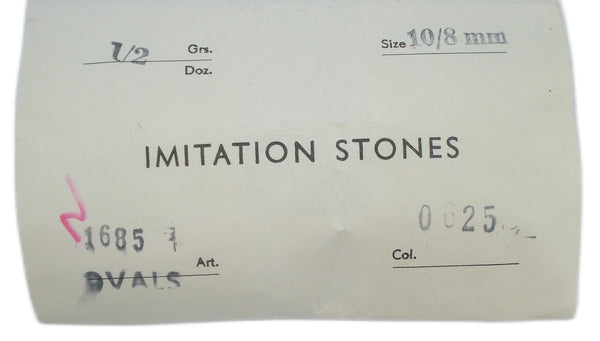 1/2 Grs. Size 10/8 mm
Doz.
IMITATION STONES
1685 0625
Art. Col.
OVALS